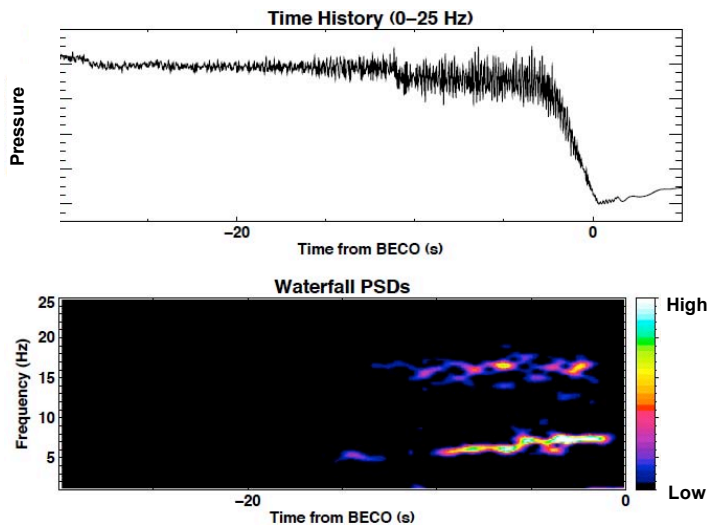 Time History (0–25 Hz)
Pressure
–20
0
Time from BECO (s)
Waterfall PSDs
Frequency (Hz)
25
20
15
10
5
–20
0
Time from BECO (s)
High
Low